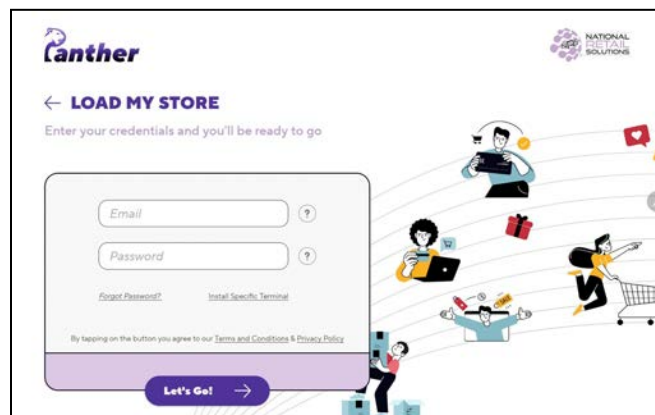 Panther
NATIONAL
RETAIL
SOLUTIONS
← LOAD MY STORE
Enter your credentials and you'll be ready to go
Email
?
Password
?
Forgot Password? Install Specific Terminal
By tapping on the button you agree to our Terms and Conditions & Privacy Policy
Let's Go! →